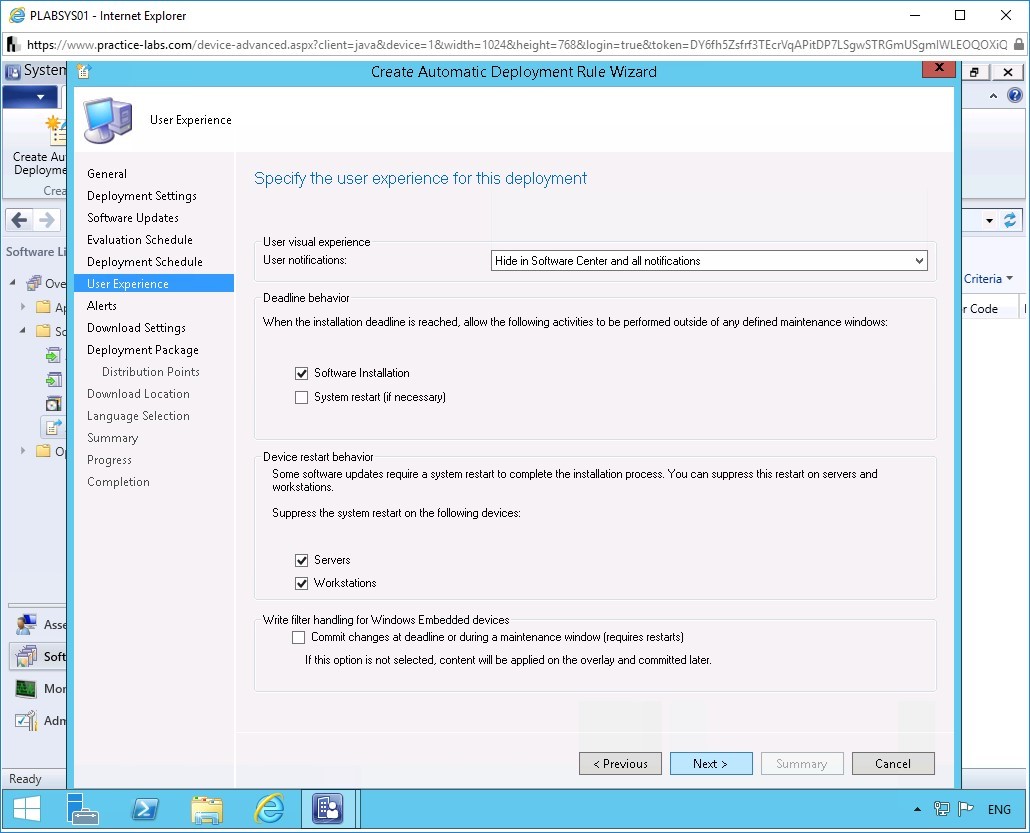 PLABSYS01 - Internet Explorer
https://www.practice-labs.com/device-advanced.aspx?client=java&device=1&width=1024&height=768&login=true&token=DY6fh5Zsfrf3TEcrVqAPitDP7LSgwSTRGmUSgmlWLEOQOXiQ
System
Create Automatic Deployment Rule Wizard
User Experience
Create Au
Deployme
Crea
Software Li
Ove
Ap
So
Op
Criteria
r Code
General
Deployment Settings
Software Updates
Evaluation Schedule
Deployment Schedule
User Experience
Alerts
Download Settings
Deployment Package
Distribution Points
Download Location
Language Selection
Summary
Progress
Completion
Specify the user experience for this deployment
User visual experience
User notifications:
Hide in Software Center and all notifications
Deadline behavior
When the installation deadline is reached, allow the following activities to be performed outside of any defined maintenance windows:
Software Installation
System restart (if necessary)
Device restart behavior
Some software updates require a system restart to complete the installation process. You can suppress this restart on servers and
workstations.
Suppress the system restart on the following devices:
Servers
Workstations
Write filter handling for Windows Embedded devices
Commit changes at deadline or during a maintenance window (requires restarts)
If this option is not selected, content will be applied on the overlay and committed later.
Asse
Soft
Mon
Adm
< Previous
Next >
Summary
Cancel
Ready
ENG